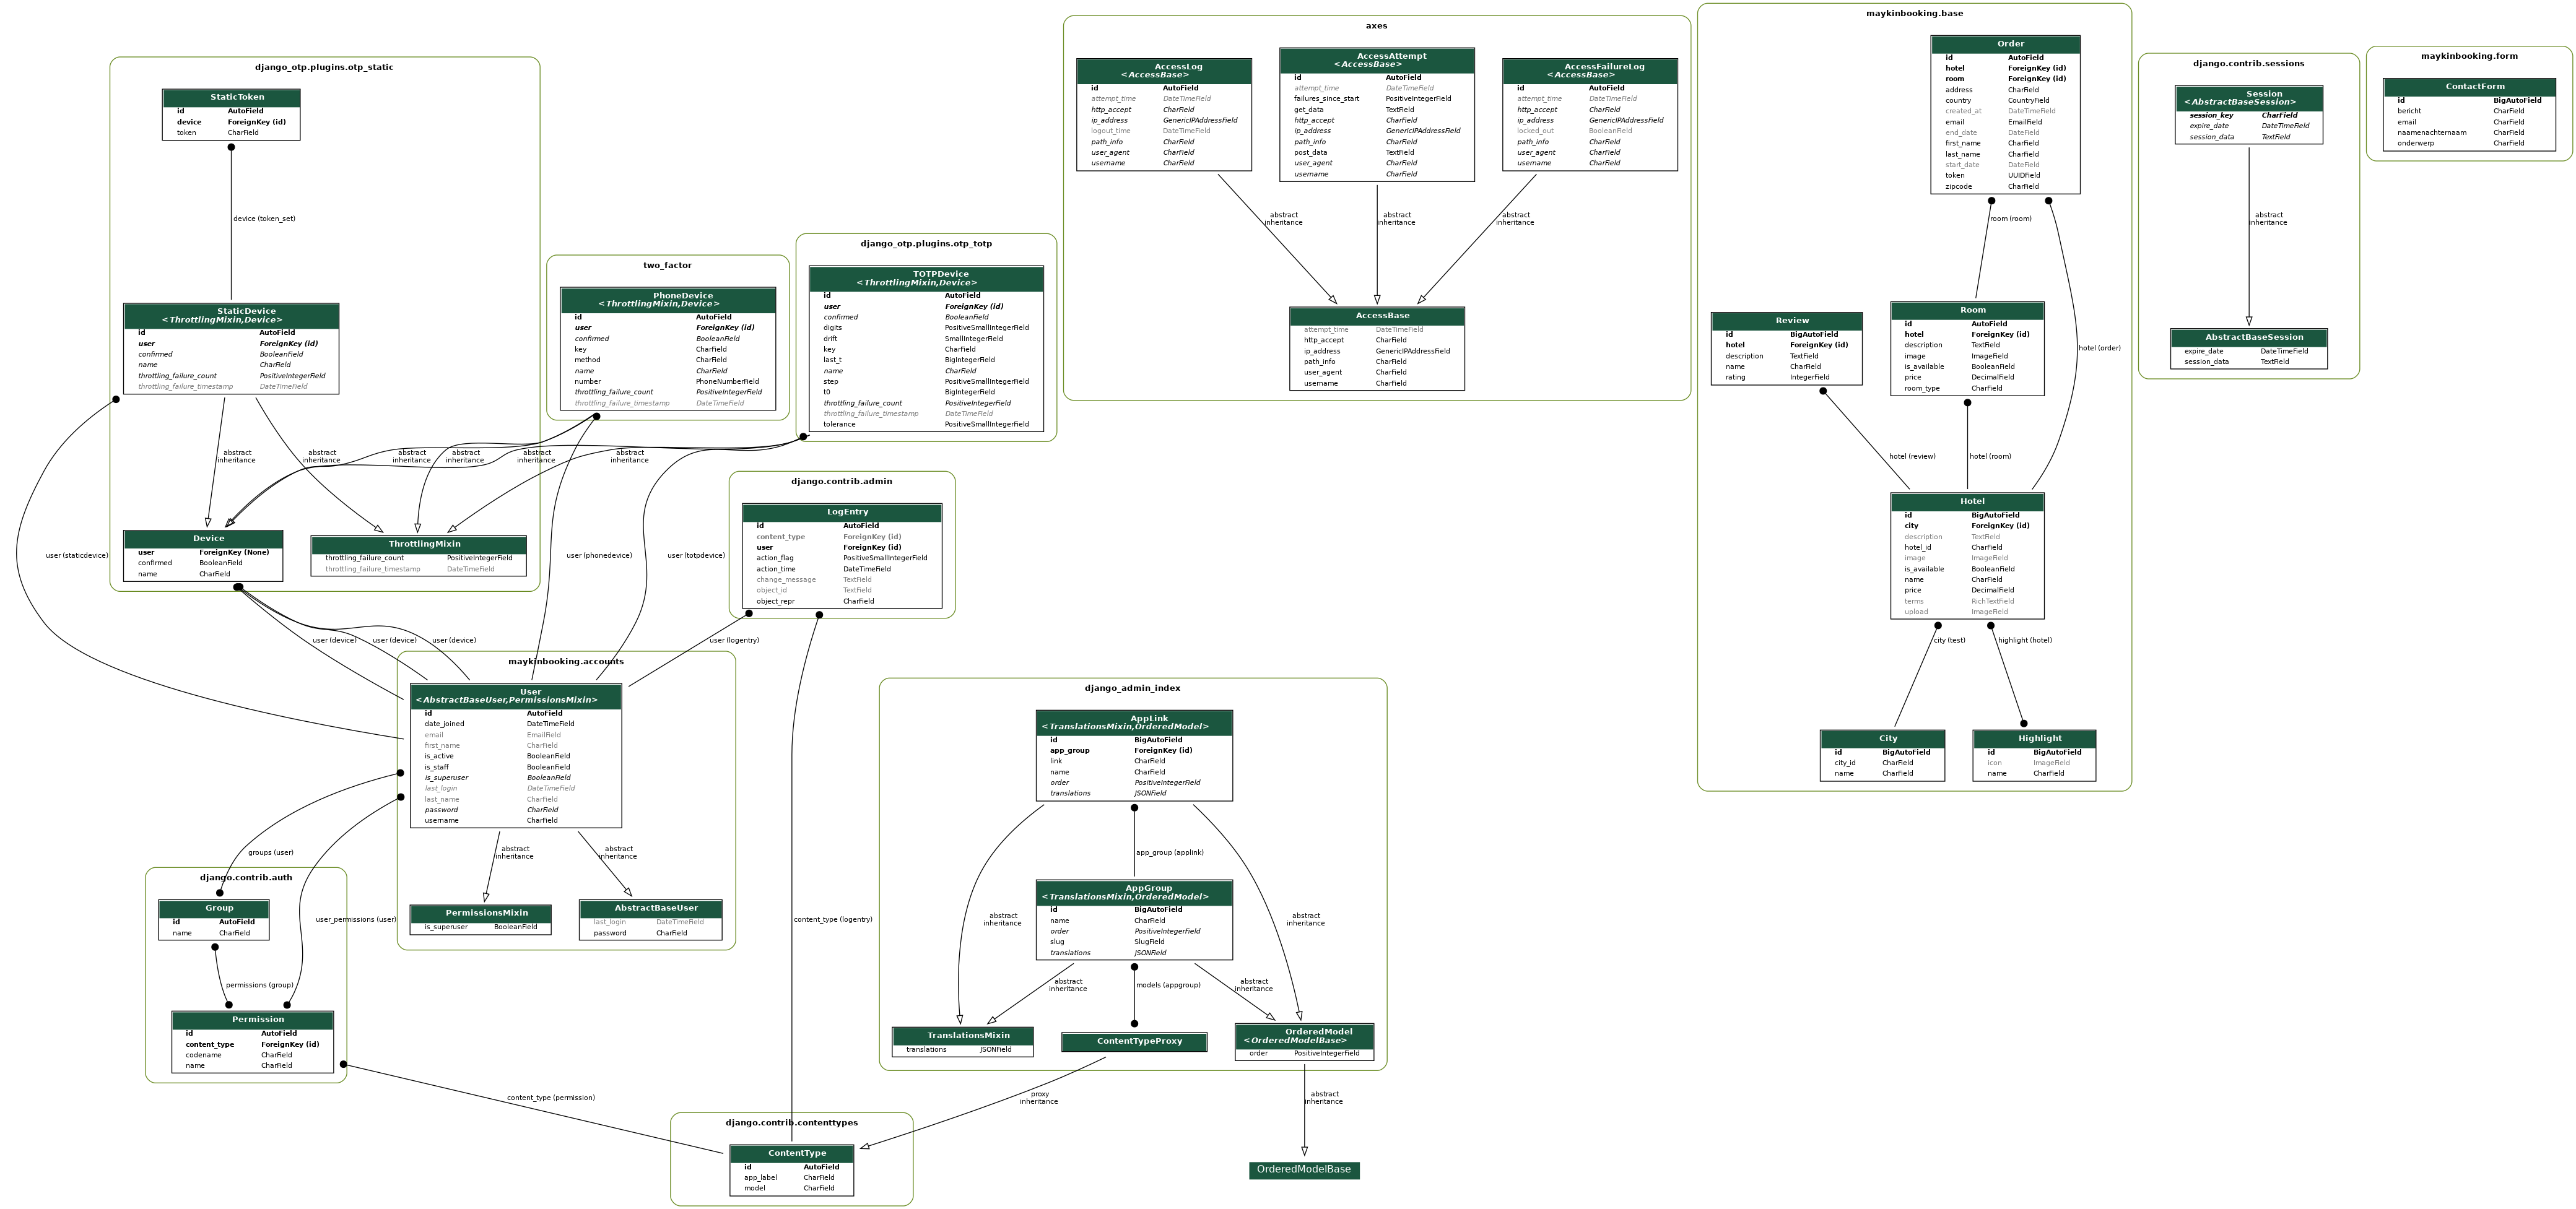 django_otp.plugins.otp_static
StaticToken
id AutoField
device ForeignKey (id)
token CharField
device (token_set)
StaticDevice
<ThrottlingMixin,Device>
id AutoField
user ForeignKey (id)
confirmed BooleanField
name CharField
throttling_failure_count PositiveIntegerField
throttling_failure_timestamp DateTimeField
abstract
inheritance
abstract
inheritance
abstract
inheritance
abstract
inheritance
abstract
inheritance
abstract
inheritance
user (staticdevice)
Device
user ForeignKey (None)
confirmed BooleanField
name CharField
ThrottlingMixin
throttling_failure_count PositiveIntegerField
throttling_failure_timestamp DateTimeField
two_factor
PhoneDevice
<ThrottlingMixin,Device>
id AutoField
user ForeignKey (id)
confirmed BooleanField
key CharField
method CharField
name CharField
number PhoneNumberField
throttling_failure_count PositiveIntegerField
throttling_failure_timestamp DateTimeField
django_otp.plugins.otp_totp
TOTPDevice
<ThrottlingMixin,Device>
id AutoField
user ForeignKey (id)
confirmed BooleanField
digits PositiveSmallIntegerField
drift SmallIntegerField
key CharField
last_t BigIntegerField
name CharField
step PositiveSmallIntegerField
t0 BigIntegerField
throttling_failure_count PositiveIntegerField
throttling_failure_timestamp DateTimeField
tolerance PositiveSmallIntegerField
user (phonedevice)
user (totpdevice)
django.contrib.admin
LogEntry
id AutoField
content_type ForeignKey (id)
user ForeignKey (id)
action_flag PositiveSmallIntegerField
action_time DateTimeField
change_message TextField
object_id TextField
object_repr CharField
user (device)
user (device)
user (device)
user (logentry)
maykinbooking.accounts
User
<AbstractBaseUser,PermissionsMixin>
id AutoField
date_joined DateTimeField
email EmailField
first_name CharField
is_active BooleanField
is_staff BooleanField
is_superuser BooleanField
last_login DateTimeField
last_name CharField
password CharField
username CharField
abstract
inheritance
abstract
inheritance
PermissionsMixin
is_superuser BooleanField
AbstractBaseUser
last_login DateTimeField
password CharField
groups (user)
user_permissions (user)
content_type (logentry)
django.contrib.auth
Group
id AutoField
name CharField
permissions (group)
Permission
id AutoField
content_type ForeignKey (id)
codename CharField
name CharField
content_type (permission)
django.contrib.contenttypes
ContentType
id AutoField
app_label CharField
model CharField
django_admin_index
AppLink
<TranslationsMixin,OrderedModel>
id BigAutoField
app_group ForeignKey (id)
link CharField
name CharField
order PositiveIntegerField
translations JSONField
app_group (applink)
AppGroup
<TranslationsMixin,OrderedModel>
id BigAutoField
name CharField
order PositiveIntegerField
slug SlugField
translations JSONField
abstract
inheritance
abstract
inheritance
abstract
inheritance
models (appgroup)
abstract
inheritance
TranslationsMixin
translations JSONField
ContentTypeProxy
OrderedModel
<OrderedModelBase>
order PositiveIntegerField
proxy
inheritance
abstract
inheritance
OrderedModelBase
axes
AccessLog
<AccessBase>
id AutoField
attempt_time DateTimeField
http_accept CharField
ip_address GenericIPAddressField
logout_time DateTimeField
path_info CharField
user_agent CharField
username CharField
AccessAttempt
<AccessBase>
id AutoField
attempt_time DateTimeField
failures_since_start PositiveIntegerField
get_data TextField
http_accept CharField
ip_address GenericIPAddressField
path_info CharField
post_data TextField
user_agent CharField
username CharField
AccessFailureLog
<AccessBase>
id AutoField
attempt_time DateTimeField
http_accept CharField
ip_address GenericIPAddressField
locked_out BooleanField
path_info CharField
user_agent CharField
username CharField
abstract
inheritance
abstract
inheritance
abstract
inheritance
AccessBase
attempt_time DateTimeField
http_accept CharField
ip_address GenericIPAddressField
path_info CharField
user_agent CharField
username CharField
maykinbooking.base
Order
id AutoField
hotel ForeignKey (id)
room ForeignKey (id)
address CharField
country CountryField
created_at DateTimeField
email EmailField
end_date DateField
first_name CharField
last_name CharField
start_date DateField
token UUIDField
zipcode CharField
room (room)
hotel (order)
Review
id BigAutoField
hotel ForeignKey (id)
description TextField
name CharField
rating IntegerField
Room
id AutoField
hotel ForeignKey (id)
description TextField
image ImageField
is_available BooleanField
price DecimalField
room_type CharField
hotel (review)
hotel (room)
Hotel
id BigAutoField
city ForeignKey (id)
description TextField
hotel_id CharField
image ImageField
is_available BooleanField
name CharField
price DecimalField
terms RichTextField
upload ImageField
city (test)
highlight (hotel)
City
id BigAutoField
city_id CharField
name CharField
Highlight
id BigAutoField
icon ImageField
name CharField
django.contrib.sessions
Session
<AbstractBaseSession>
session_key CharField
expire_date DateTimeField
session_data TextField
abstract
inheritance
AbstractBaseSession
expire_date DateTimeField
session_data TextField
maykinbooking.form
ContactForm
id BigAutoField
bericht CharField
email CharField
naamenachternaam CharField
onderwerp CharField